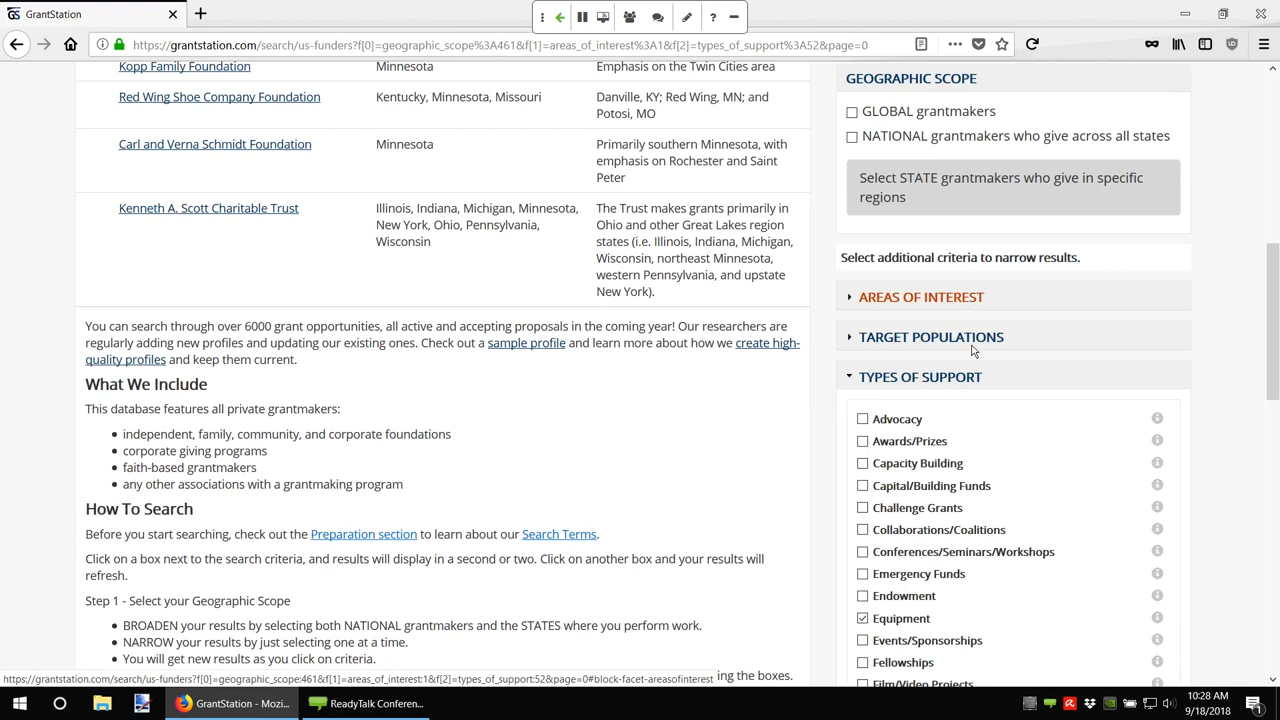 GS GrantStation
https://grantstation.com/search/us-funders?f[0]=geographic_scope%3A461&f[1]=areas_of_interest%3A1&f[2]=types_of_support%3A52&page=0
Kopp Family Foundation Minnesota Emphasis on the Twin Cities area
Red Wing Shoe Company Foundation Kentucky, Minnesota, Missouri Danville, KY; Red Wing, MN; and
Potosi, MO
Carl and Verna Schmidt Foundation Minnesota Primarily southern Minnesota, with
emphasis on Rochester and Saint
Peter
Kenneth A. Scott Charitable Trust Illinois, Indiana, Michigan, Minnesota, The Trust makes grants primarily in
New York, Ohio, Pennsylvania, Ohio and other Great Lakes region
Wisconsin states (i.e. Illinois, Indiana, Michigan,
Wisconsin, northeast Minnesota,
western Pennsylvania, and upstate
New York).
You can search through over 6000 grant opportunities, all active and accepting proposals in the coming year! Our researchers are
regularly adding new profiles and updating our existing ones. Check out a sample profile and learn more about how we create high-
quality profiles and keep them current.
What We Include
This database features all private grantmakers:
• independent, family, community, and corporate foundations
• corporate giving programs
• faith-based grantmakers
• any other associations with a grantmaking program
How To Search
Before you start searching, check out the Preparation section to learn about our Search Terms.
Click on a box next to the search criteria, and results will display in a second or two. Click on another box and your results will
refresh.
Step 1 - Select your Geographic Scope
• BROADEN your results by selecting both NATIONAL grantmakers and the STATES where you perform work.
• NARROW your results by just selecting one at a time.
• You will get new results as you click on criteria.
ing the boxes.
GEOGRAPHIC SCOPE
GLOBAL grantmakers
NATIONAL grantmakers who give across all states
Select STATE grantmakers who give in specific
regions
Select additional criteria to narrow results.
AREAS OF INTEREST
TARGET POPULATIONS
TYPES OF SUPPORT
Advocacy
Awards/Prizes
Capacity Building
Capital/Building Funds
Challenge Grants
Collaborations/Coalitions
Conferences/Seminars/Workshops
Emergency Funds
Endowment
Equipment
Events/Sponsorships
Fellowships
Film/Video Projects
https://grantstation.com/search/us-funders?f[0]=geographic_scope:461&f[1]=areas_of_interest:1&f[2]=types_of_support:52&page=0#block-facet-areasofinterest
GrantStation - Mozi...
ReadyTalk Conferen...
10:28 AM
9/18/2018
1